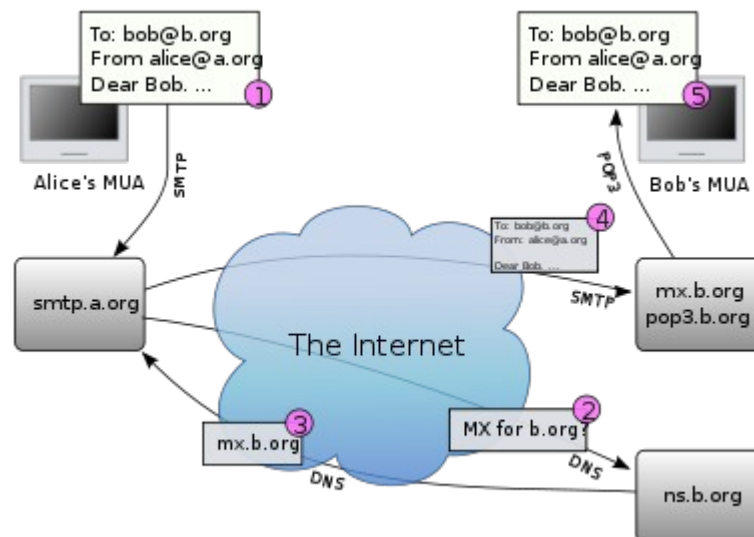 To: bob@b.org
From alice@a.org
Dear Bob. ...
1
Alice's MUA
SMTP
To: bob@b.org
From alice@a.org
Dear Bob. ...
5
Bob's MUA
POP3
To: bob@b.org
From: alice@a.org
Dear Bob. ...
4
SMTP
smtp.a.org
mx.b.org
pop3.b.org
The Internet
3
mx.b.org
DNS
2
MX for b.org?
DNS
ns.b.org